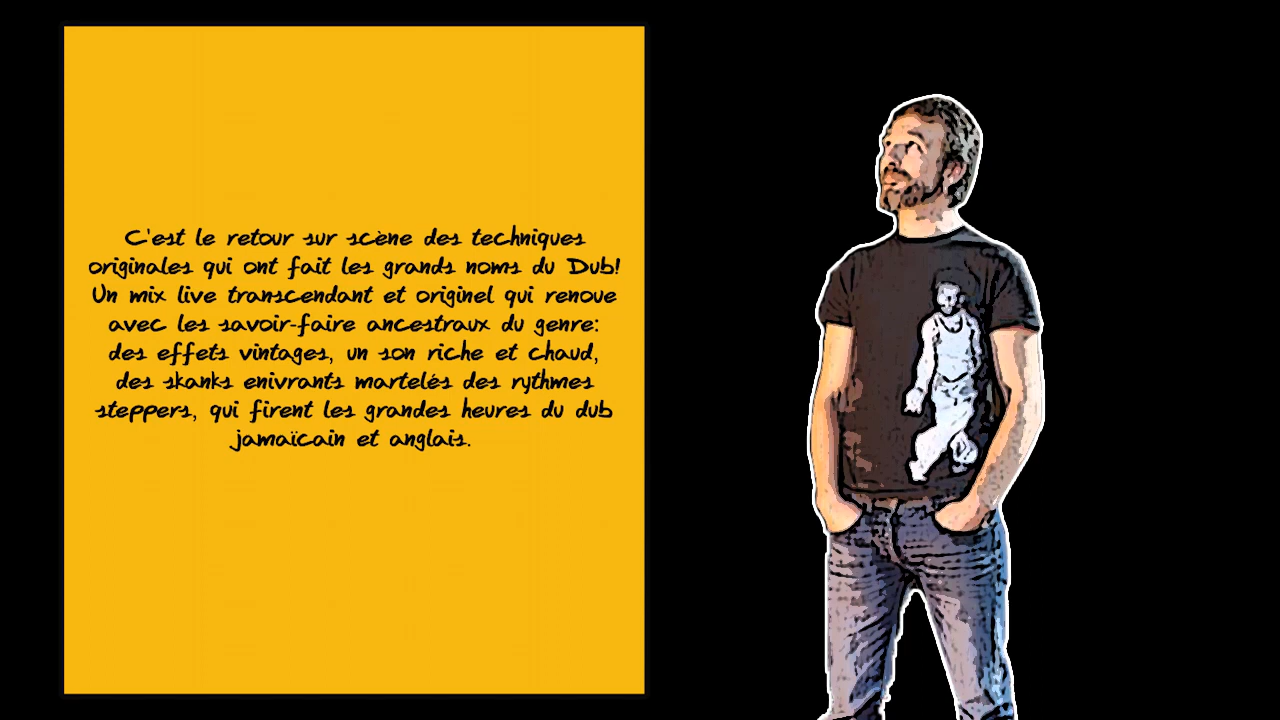 C'est le retour sur scène des techniques
originales qui ont fait les grands noms du Dub!
Un mix live transcendant et originel qui renoue
avec les savoir-faire ancestraux du genre:
des effets vintages, un son riche et chaud,
des skanks enivrants martelés des rythmes
steppers, qui firent les grandes heures du dub
jamaïcain et anglais.